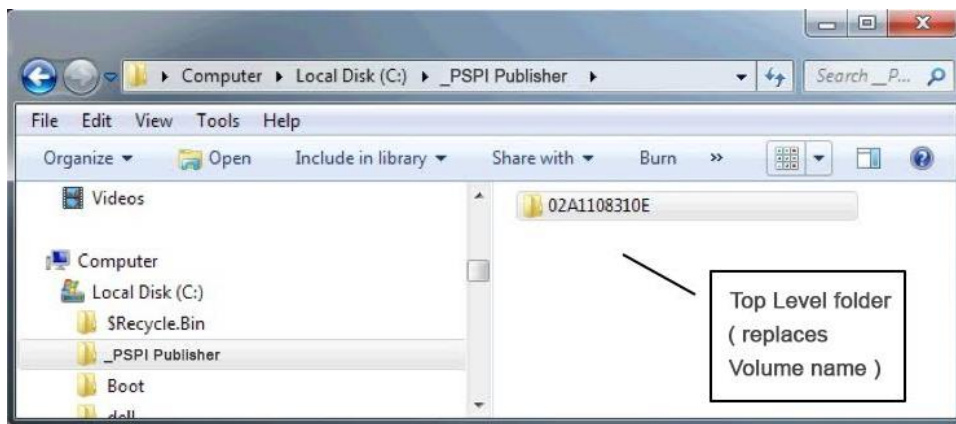 Computer ▸ Local Disk (C:) ▸ _PSPI Publisher ▸
Search _P...
File Edit View Tools Help
Organize Open Include in library Share with Burn »
Videos
02A1108310E
Computer
Local Disk (C:)
$Recycle.Bin
_PSPI Publisher
Boot
dell
Top Level folder
( replaces
Volume name )